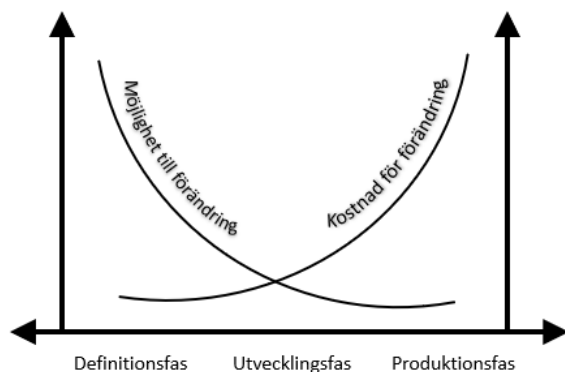 Möjlighet till förändring
Kostnad för förändring
Definitionsfas
Utvecklingsfas
Produktionsfas